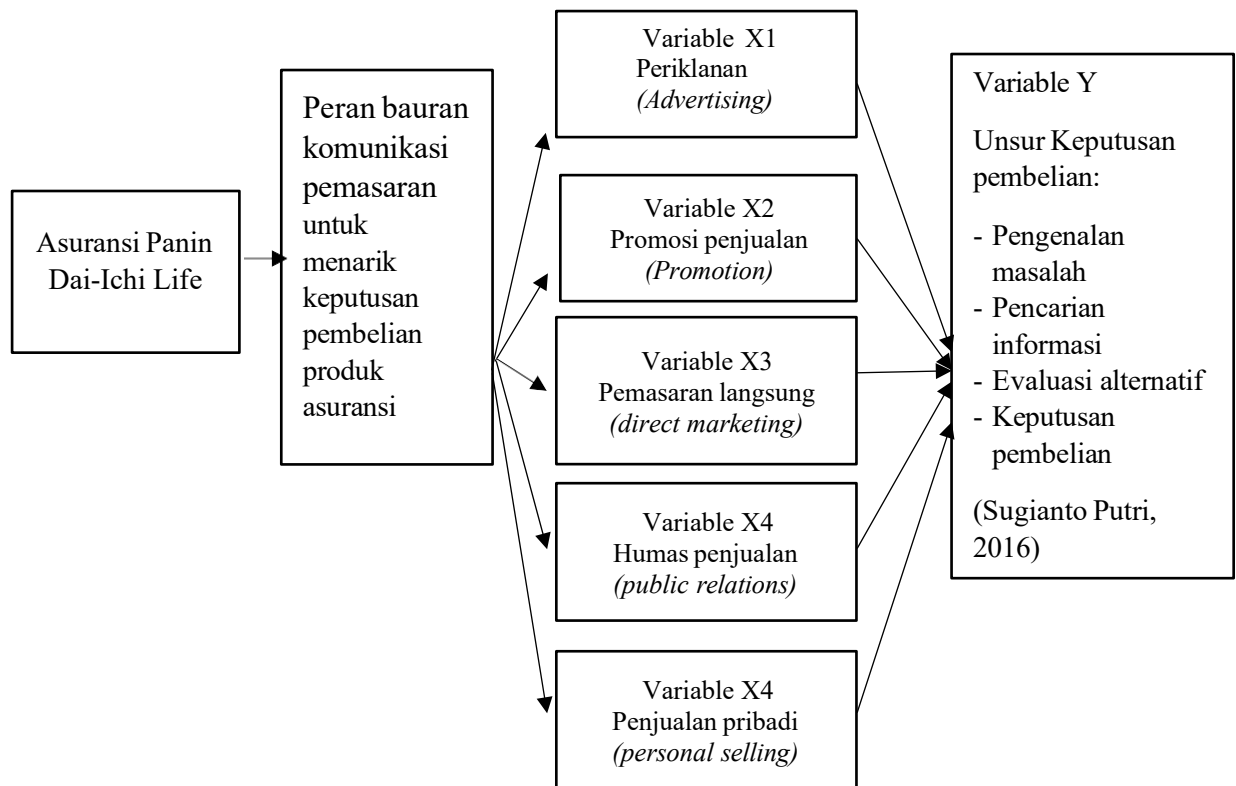 Asuransi Panin
Dai-Ichi Life
Peran bauran
komunikasi
pemasaran
untuk
menarik
keputusan
pembelian
produk
asuransi
Variable X1
Periklanan
(Advertising)
Variable X2
Promosi penjualan
(Promotion)
Variable X3
Pemasaran langsung
(direct marketing)
Variable X4
Humas penjualan
(public relations)
Variable X4
Penjualan pribadi
(personal selling)
Variable Y
Unsur Keputusan
pembelian:
- Pengenalan
masalah
- Pencarian
informasi
- Evaluasi alternatif
- Keputusan
pembelian
(Sugianto Putri,
2016)